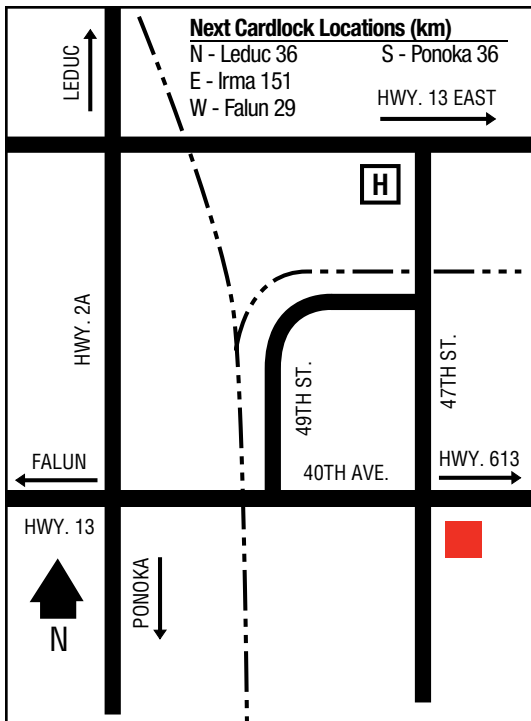 Next Cardlock Locations (km)
N - Leduc 36
S - Ponoka 36
E - Irma 151
W - Falun 29
LEDUC
HWY. 13 EAST
H
HWY. 2A
49TH ST.
47TH ST.
FALUN
40TH AVE.
HWY. 613
HWY. 13
PONOKA
N